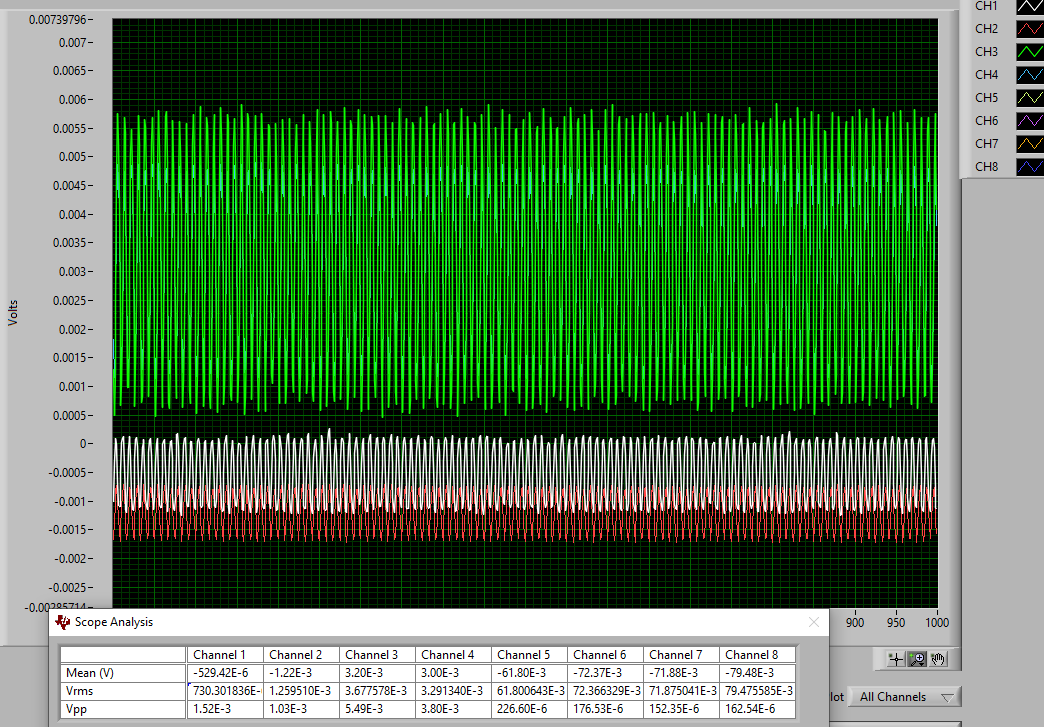 CH1
CH2
CH3
CH4
CH5
CH6
CH7
CH8
0.00739796
0.007
0.0065
0.006
0.0055
0.005
0.0045
0.004
0.0035
0.003
0.0025
0.002
0.0015
0.001
0.0005
0
-0.0005
-0.001
-0.0015
-0.002
-0.0025
-0.00285714
Volts
900 950 1000
Scope Analysis
Channel 1 Channel 2 Channel 3 Channel 4 Channel 5 Channel 6 Channel 7 Channel 8
Mean (V) -529.42E-6 -1.22E-3 3.20E-3 3.00E-3 -61.80E-3 -72.37E-3 -71.88E-3 -79.48E-3
Vrms 730.301836E- 1.259510E-3 3.677578E-3 3.291340E-3 61.800643E-3 72.366329E-3 71.875041E-3 79.475585E-3
Vpp 1.52E-3 1.03E-3 5.49E-3 3.80E-3 226.60E-6 176.53E-6 152.35E-6 162.54E-6
lot All Channels